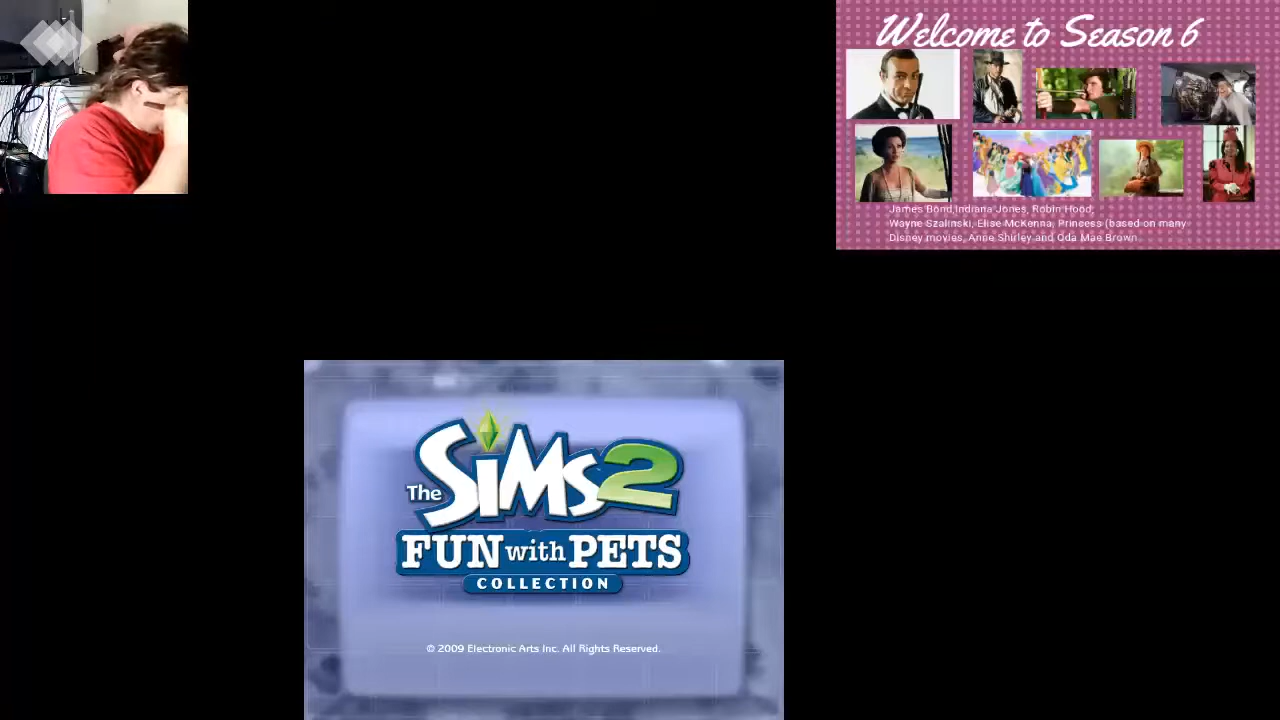 Welcome to Season 6
James Bond,Indiana Jones, Robin Hood,
Wayne Szalinski, Elise McKenna, Princess (based on many
Disney movies, Anne Shirley and Oda Mae Brown
The SiMS 2
FUN with PETS
COLLECTION
© 2009 Electronic Arts Inc. All Rights Reserved.